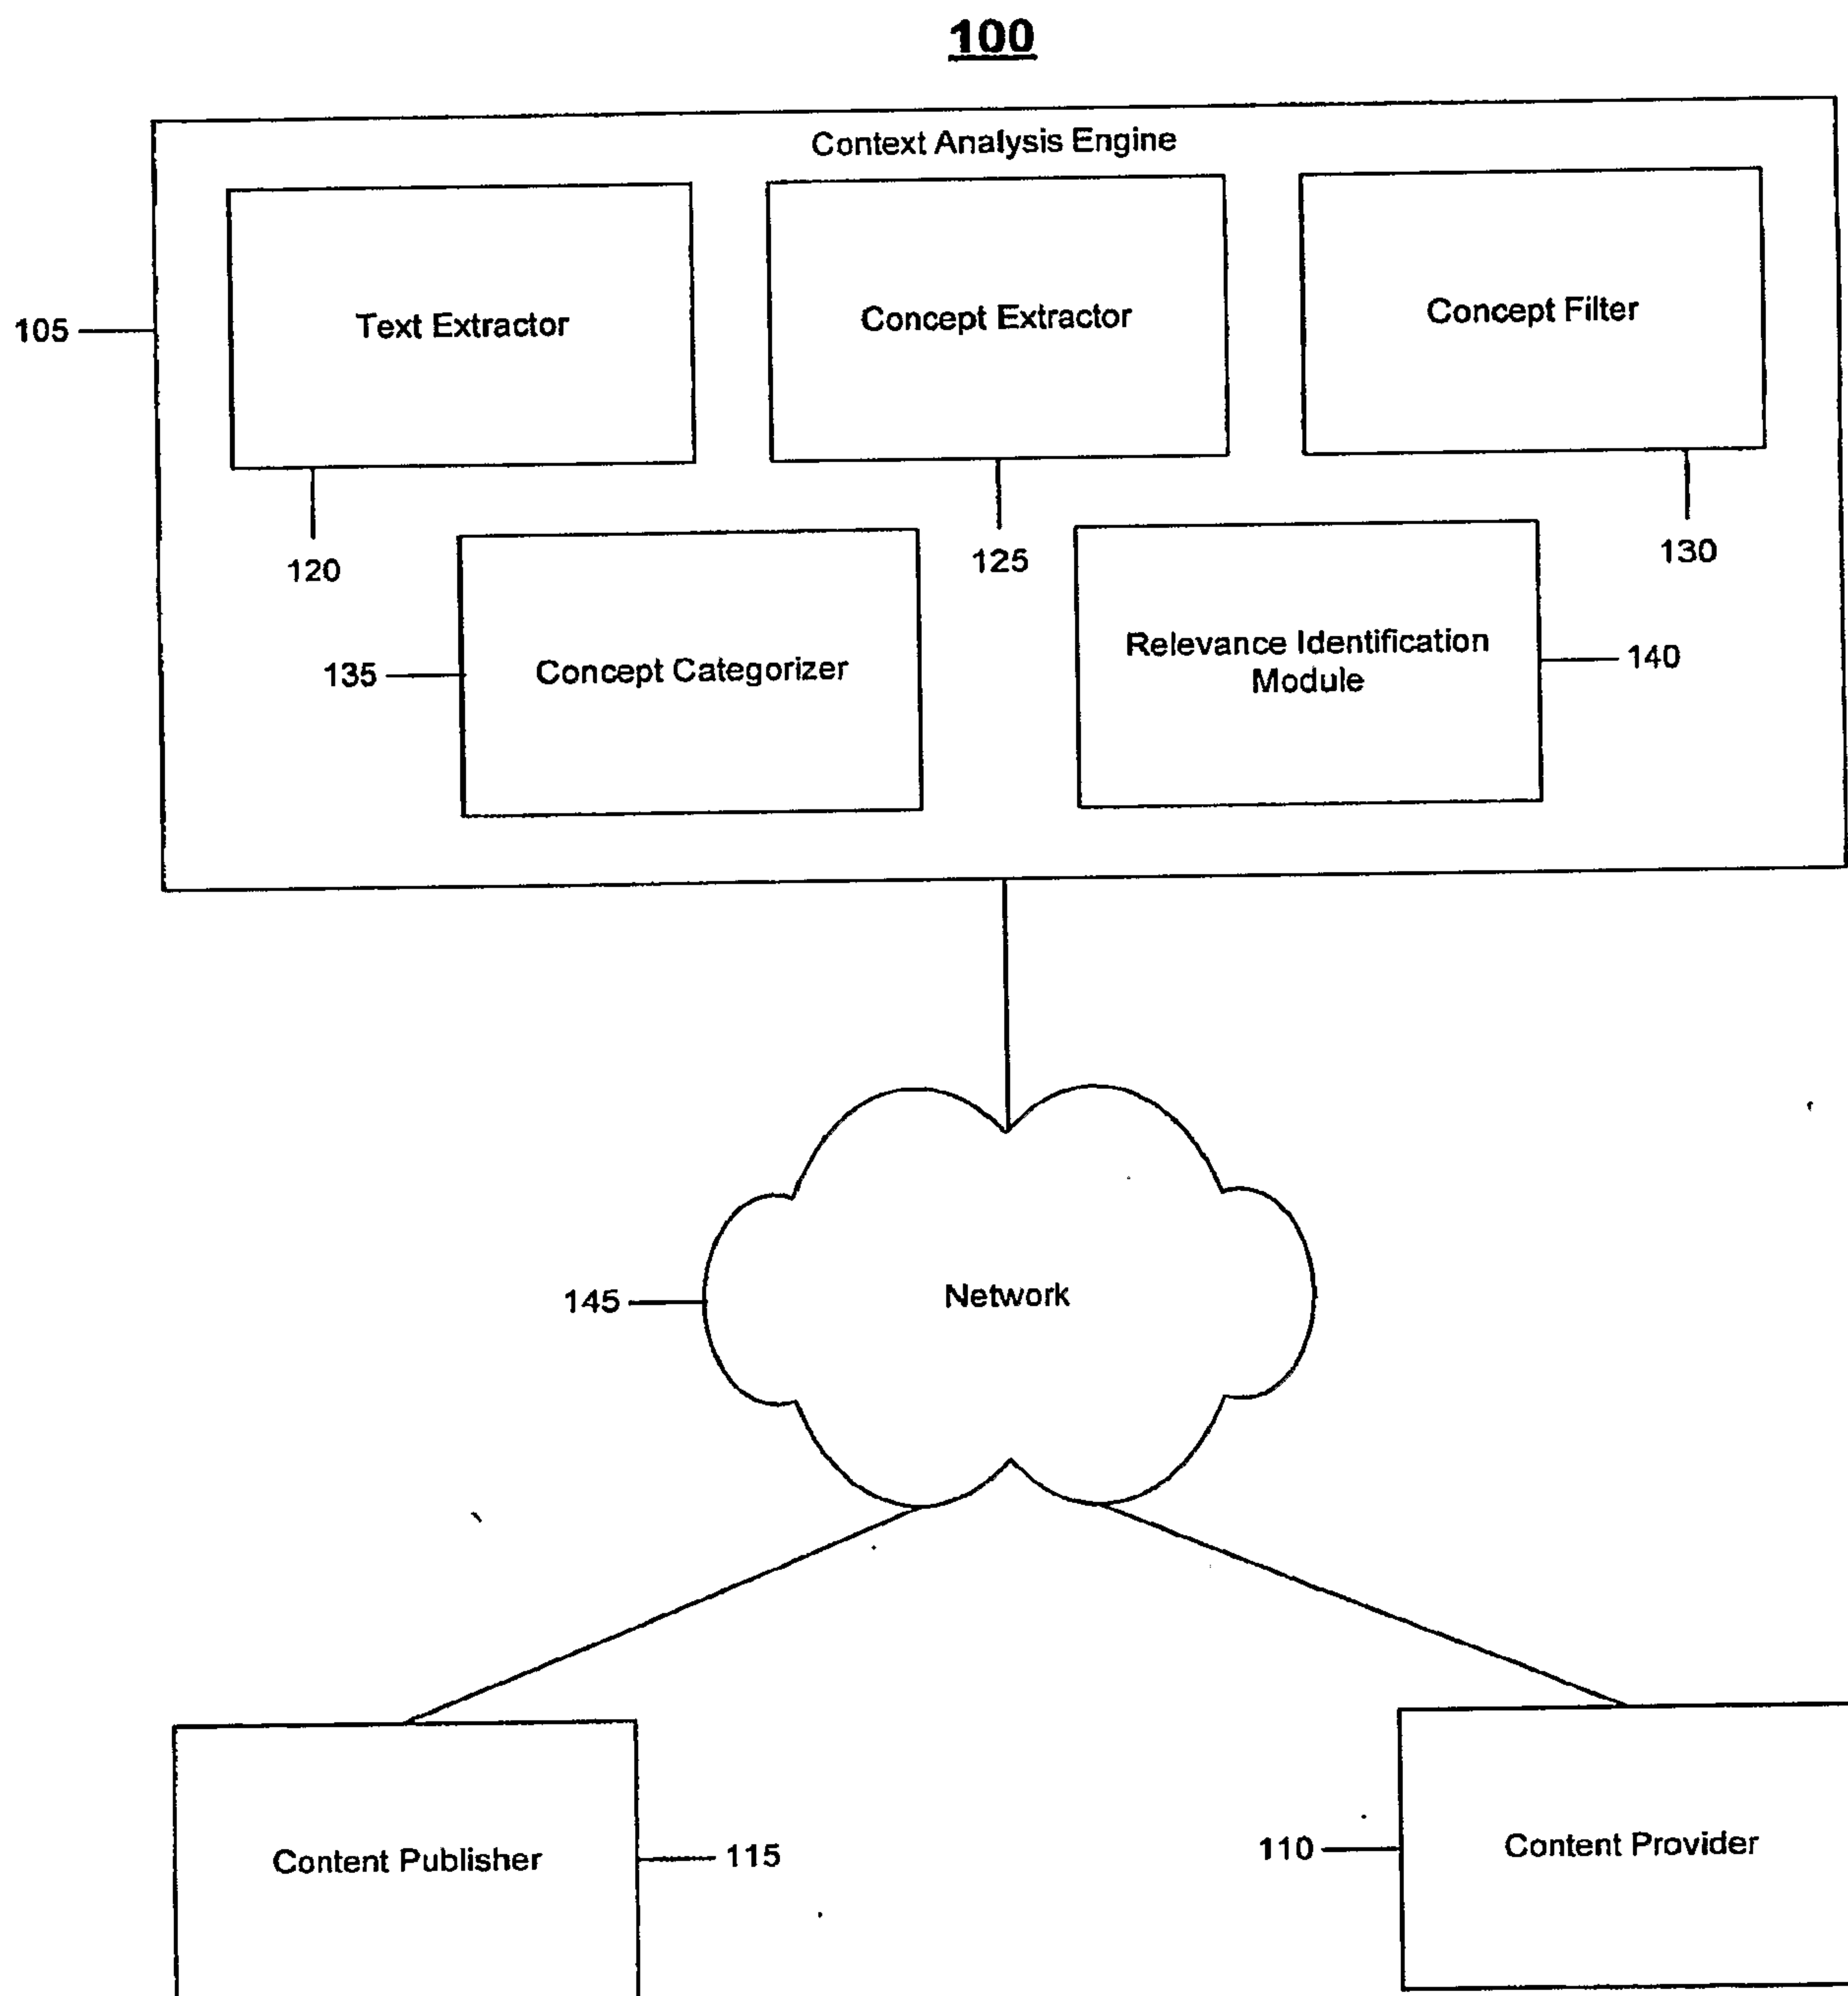 100
Context Analysis Engine
105
Text Extractor
Concept Extractor
Concept Filter
120
125
130
135
Concept Categorizer
Relevance Identification
Module
140
145
Network
Content Publisher
115
110
Content Provider